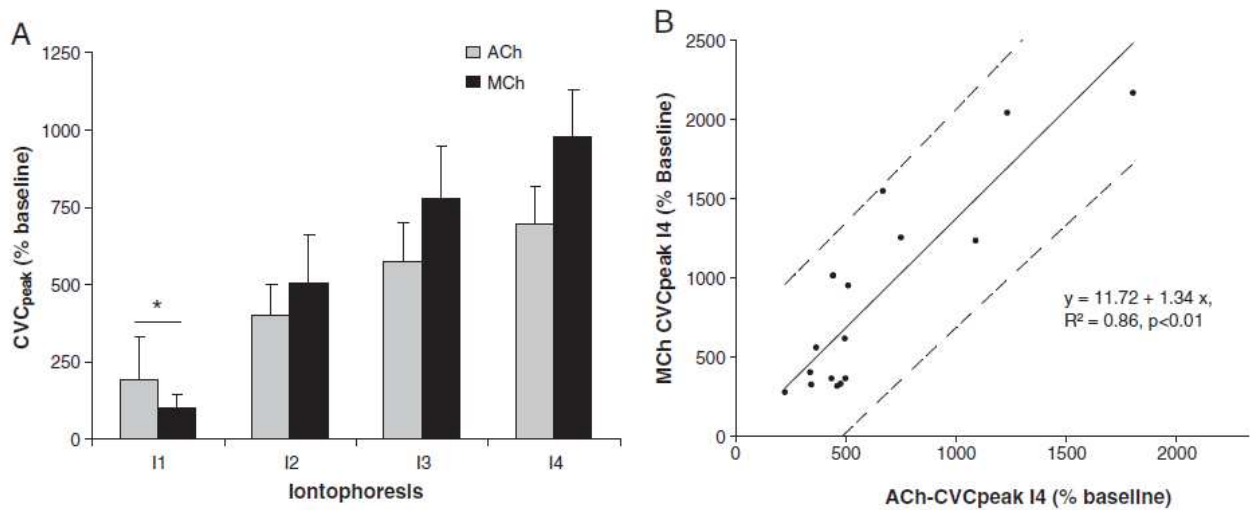 A
1250
1000
750
500
250
0
CVCpeak (% baseline)
ACh
MCh
*
I1
I2
I3
I4
Iontophoresis
B
2500
2000
1500
1000
500
0
MCh CVCpeak I4 (% Baseline)
y = 11.72 + 1.34 x,
R² = 0.86, p<0.01
0
500
1000
1500
2000
ACh-CVCpeak I4 (% baseline)